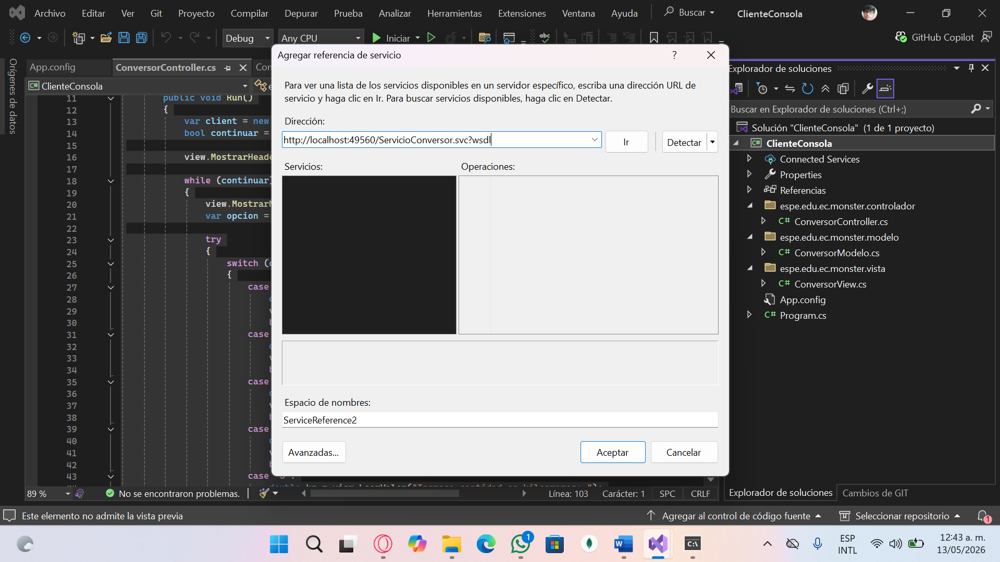 Archivo Editar Ver Git Proyecto Compilar Depurar Prueba Analizar Herramientas Extensiones Ventana Ayuda Buscar ClienteConsola
Debug Any CPU Iniciar abc GitHub Copilot
Orígenes de datos
App.config ConversorController.cs
ClienteConsola
11 public void Run()
12 {
13 var client = new
14 bool continuar =
15
16 view.MostrarHeade
17
18 while (continuar)
19 {
20 view.MostrarM
21 var opcion =
22
23 try
24 {
25 switch (
26 {
27 case
28
29
30
31 case
32
33
34
35 case
36
37
38
39 case
40
41
42
43 case
89 % No se encontraron problemas. Línea: 103 Carácter: 1 SPC CRLF
Agregar referencia de servicio ?
Para ver una lista de los servicios disponibles en un servidor específico, escriba una dirección URL de
servicio y haga clic en Ir. Para buscar servicios disponibles, haga clic en Detectar.
Dirección:
http://localhost:49560/ServicioConversor.svc?wsdl Ir Detectar
Servicios: Operaciones:
Espacio de nombres:
ServiceReference2
Avanzadas... Aceptar Cancelar
Explorador de soluciones
Buscar en Explorador de soluciones (Ctrl+;)
Solución "ClienteConsola" (1 de 1 proyecto)
C# ClienteConsola
Connected Services
Properties
Referencias
espe.edu.ec.monster.controlador
C# ConversorController.cs
espe.edu.ec.monster.modelo
C# ConversorModelo.cs
espe.edu.ec.monster.vista
C# ConversorView.cs
App.config
C# Program.cs
Explorador de soluciones Cambios de GIT
Este elemento no admite la vista previa Agregar al control de código fuente Seleccionar repositorio 1
1 ESP
INTL
12:43 a. m.
13/05/2026